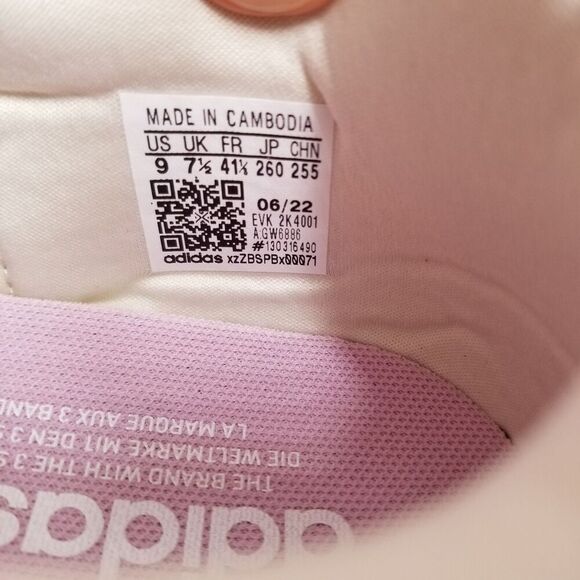 MADE IN CAMBODIA
US UK FR JP CHN
9 7½ 41⅓ 260 255
06/22
EVK 2K4001
A:GW6886
#130316490
adidas xzZBSPBx00071
LA MARQUE AUX 3 BAND
DIE WELTMARKE MIT DEN 3 S
THE BRAND WITH THE 3 S
adidas